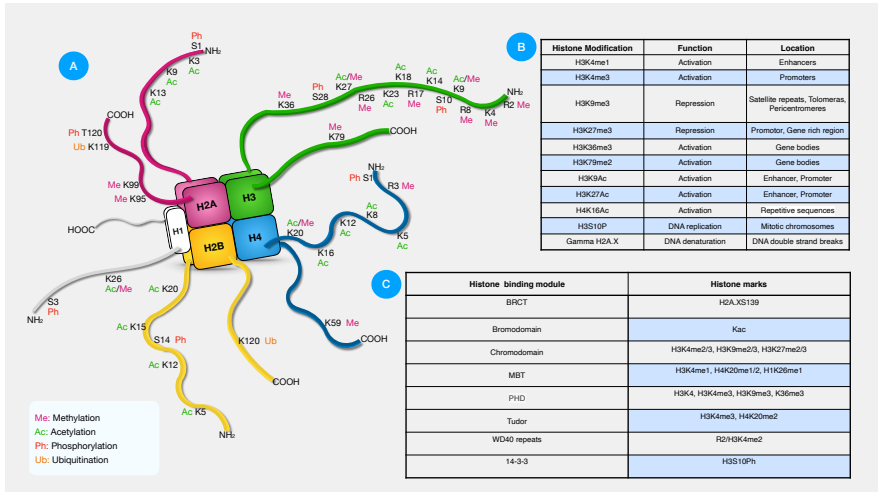 A
Ph
S1
NH₂
K3
Ac
K9
Ac
K13
Ac
COOH
Ph T120
Ub K119
Me K99
Me K95
H2A
H3
H1
H2B
H4
HOOC
K26
Ac/Me
S3
Ph
NH₂
Ac K20
Ac K15
S14 Ph
Ac K12
Ac K5
NH₂
K120 Ub
COOH
Me
K36
Ph
S28
Ac/Me
K27
R26
Me
Ac
K18
K23
Ac
R17
Me
Ac
K14
S10
Ph
Ac/Me
K9
R8
Me
K4
Me
NH₂
R2 Me
Me
K79
COOH
NH₂
Ph S1
R3 Me
Ac
K8
K5
Ac
K12
Ac
Ac/Me
K20
K16
Ac
K59 Me
COOH
Me: Methylation
Ac: Acetylation
Ph: Phosphorylation
Ub: Ubiquitination
B
Histone Modification Function Location
H3K4me1 Activation Enhancers
H3K4me3 Activation Promoters
H3K9me3 Repression Satellite repeats, Tolomeras, Pericentromeres
H3K27me3 Repression Promotor, Gene rich region
H3K36me3 Activation Gene bodies
H3K79me2 Activation Gene bodies
H3K9Ac Activation Enhancer, Promoter
H3K27Ac Activation Enhancer, Promoter
H4K16Ac Activation Repetitive sequences
H3S10P DNA replication Mitotic chromosomes
Gamma H2A.X DNA denaturation DNA double strand breaks
C
Histone binding module Histone marks
BRCT H2A.XS139
Bromodomain Kac
Chromodomain H3K4me2/3, H3K9me2/3, H3K27me2/3
MBT H3K4me1, H4K20me1/2, H1K26me1
PHD H3K4, H3K4me3, H3K9me3, K36me3
Tudor H3K4me3, H4K20me2
WD40 repeats R2/H3K4me2
14-3-3 H3S10Ph